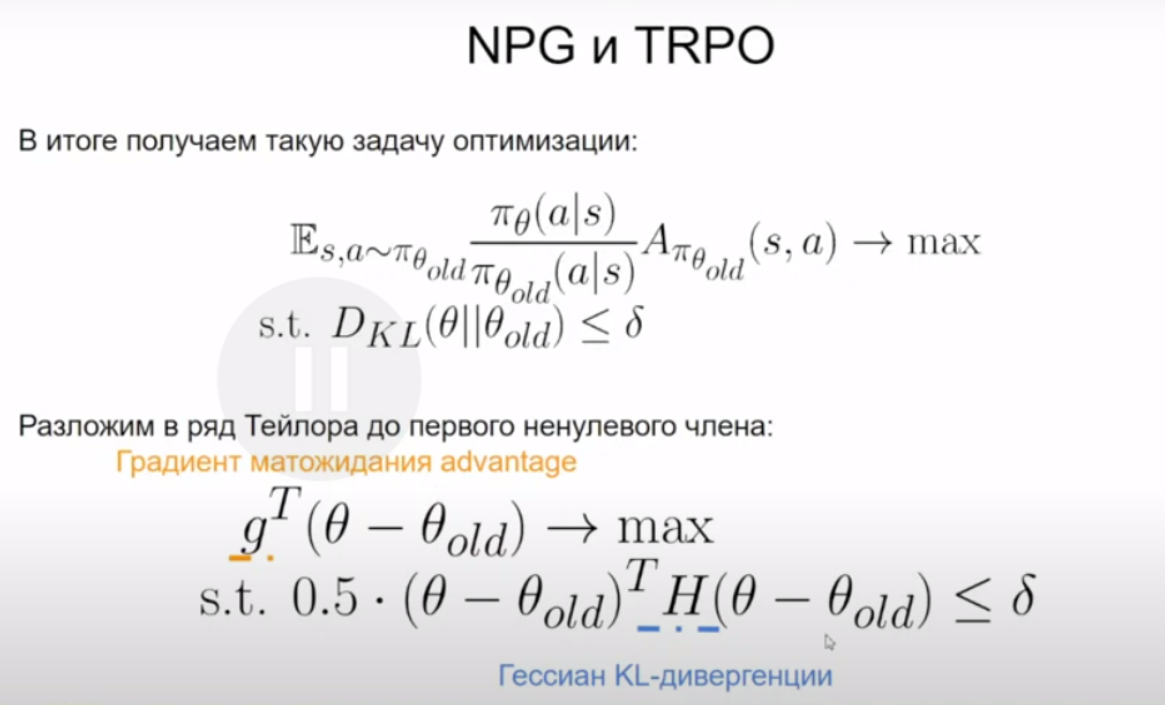 NPG и TRPO
В итоге получаем такую задачу оптимизации:
$\mathbb{E}_{s,a\sim\pi_{\theta_{old}}} \frac{\pi_\theta(a|s)}{\pi_{\theta_{old}}(a|s)} A_{\pi_{\theta_{old}}}(s, a) \to \max$
s.t. $D_{KL}(\theta||\theta_{old}) \leq \delta$
Разложим в ряд Тейлора до первого ненулевого члена:
Градиент матожидания advantage
$g^T(\theta - \theta_{old}) \to \max$
s.t. $0.5 \cdot (\theta - \theta_{old})^T H(\theta - \theta_{old}) \leq \delta$
Гессиан KL-дивергенции